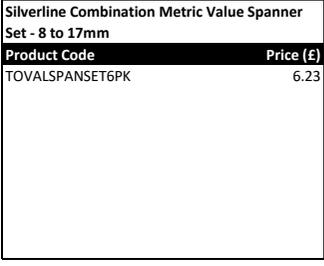 Silverline Combination Metric Value Spanner
Set - 8 to 17mm
Product Code Price (£)
TOVALSPANSET6PK 6.23